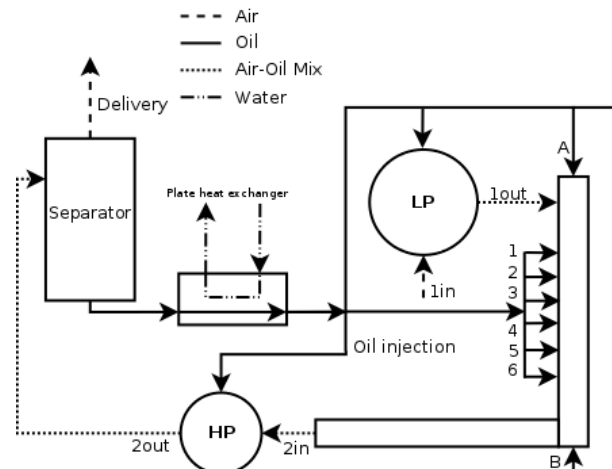 Air
Oil
Air-Oil Mix
Water
Delivery
Separator
Plate heat exchanger
A
LP
1out
1in
1
2
3
4
5
6
Oil injection
HP
2out
2in
B